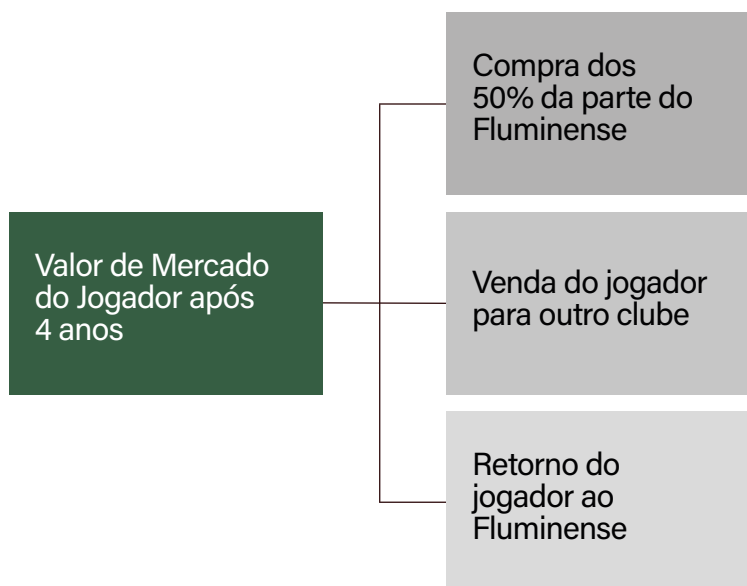 Compra dos
50% da parte do
Fluminense
Valor de Mercado
do Jogador após
4 anos
Venda do jogador
para outro clube
Retorno do
jogador ao
Fluminense